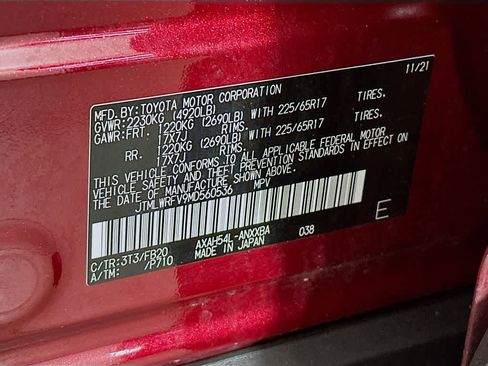 11/21
MFD.BY:TOYOTA MOTOR CORPORATION
GVWR:2230KG (4920LB)
GAWR:FRT. 1220KG (2690LB) WITH 225/65R17 TIRES.
17X7J RIMS.
RR. 1220KG (2690LB) WITH 225/65R17 TIRES.
17X7J RIMS.
THIS VEHICLE CONFORMS TO ALL APPLICABLE FEDERAL MOTOR
VEHICLE SAFETY AND THEFT PREVENTION STANDARDS IN EFFECT
ON THE DATE OF MANUFACTURE SHOWN ABOVE.
JTMLWRFV9MD560536 MPV
E
C/TR:3T3/FB20 AXAH54L-ANXXBA 038
A/TM: /P710 MADE IN JAPAN